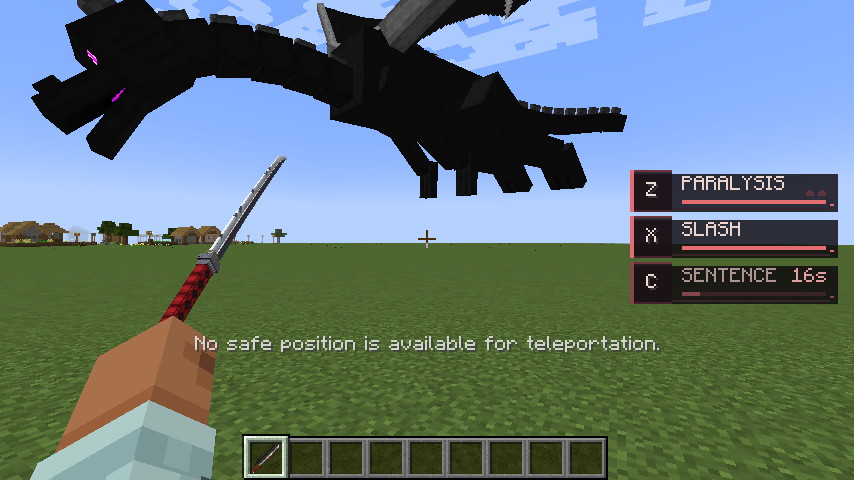 Z PARALYSIS
X SLASH
C SENTENCE 16s
No safe position is available for teleportation.